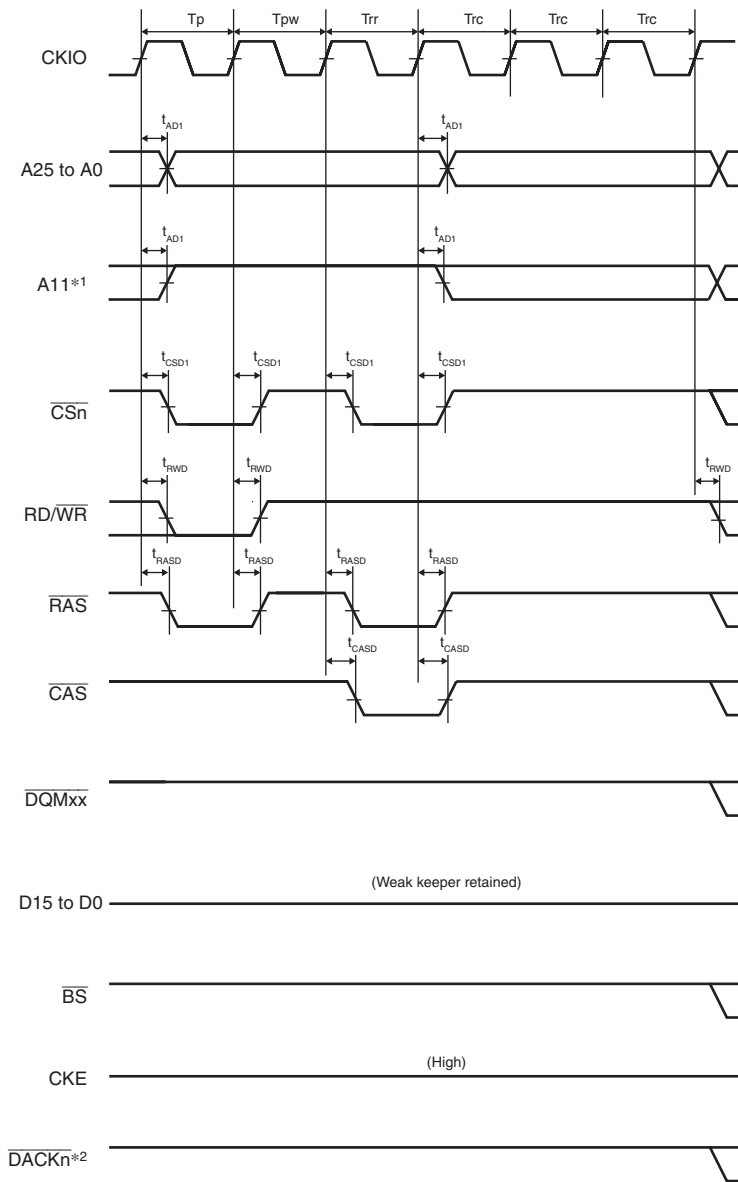 Tp Tpw Trr Trc Trc Trc
CKIO
tAD1 tAD1
A25 to A0
tAD1 tAD1
A11*1
tCSD1 tCSD1 tCSD1 tCSD1
CSn
tRWD tRWD tRWD
RD/WR
tRASD tRASD tRASD tRASD
RAS
tCASD tCASD
CAS
DQMxx
(Weak keeper retained)
D15 to D0
BS
(High)
CKE
DACKn*2